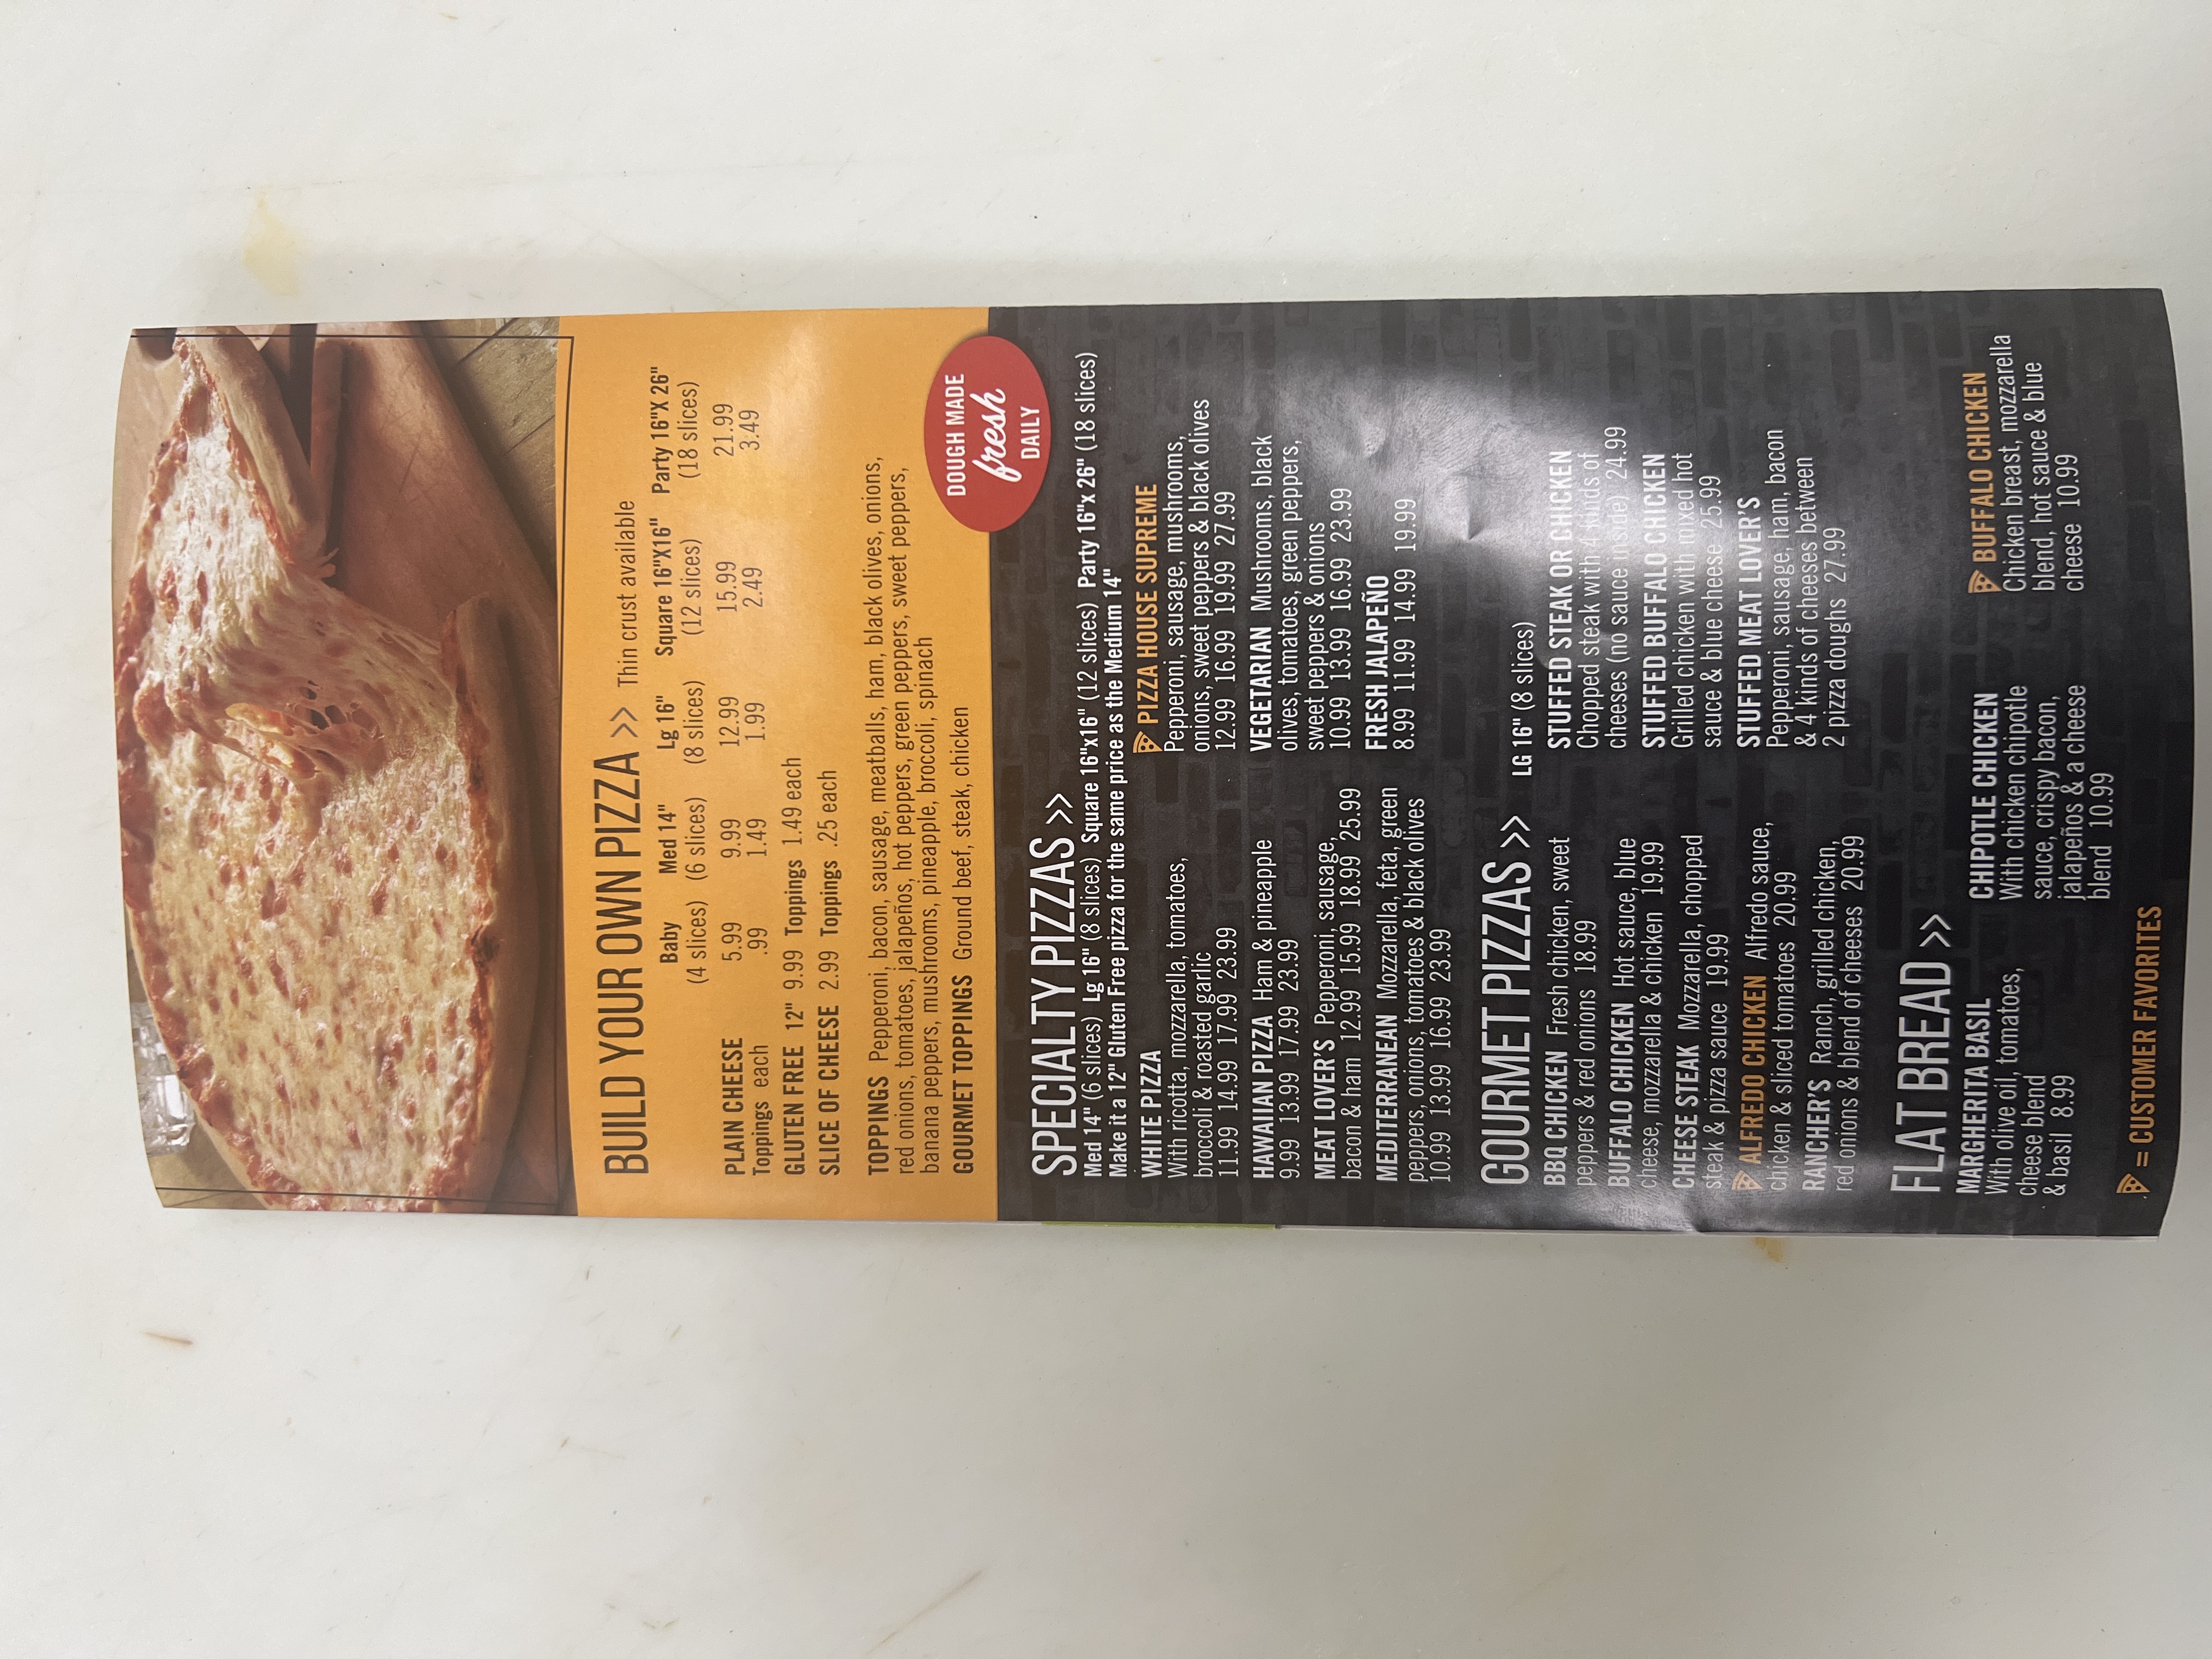 BUILD YOUR OWN PIZZA >> Thin crust available
Baby Med 14" Lg 16" Square 16"X16" Party 16"X 26"
(4 slices) (6 slices) (8 slices) (12 slices) (18 slices)
PLAIN CHEESE 5.99 9.99 12.99 15.99 21.99
Toppings each .99 1.49 1.99 2.49 3.49
GLUTEN FREE 12" 9.99 Toppings 1.49 each
SLICE OF CHEESE 2.99 Toppings .25 each
TOPPINGS Pepperoni, bacon, sausage, meatballs, ham, black olives, onions,
red onions, tomatoes, jalapeños, hot peppers, green peppers, sweet peppers,
banana peppers, mushrooms, pineapple, broccoli, spinach
GOURMET TOPPINGS Ground beef, steak, chicken
DOUGH MADE
fresh
DAILY
SPECIALTY PIZZAS >>
Med 14" (6 slices) Lg 16" (8 slices) Square 16"x16" (12 slices) Party 16"x 26" (18 slices)
Make it a 12" Gluten Free pizza for the same price as the Medium 14"
WHITE PIZZA
With ricotta, mozzarella, tomatoes,
broccoli & roasted garlic
11.99 14.99 17.99 23.99
HAWAIIAN PIZZA Ham & pineapple
9.99 13.99 17.99 23.99
MEAT LOVER'S Pepperoni, sausage,
bacon & ham 12.99 15.99 18.99 25.99
MEDITERRANEAN Mozzarella, feta, green
peppers, onions, tomatoes & black olives
10.99 13.99 16.99 23.99
PIZZA HOUSE SUPREME
Pepperoni, sausage, mushrooms,
onions, sweet peppers & black olives
12.99 16.99 19.99 27.99
VEGETARIAN Mushrooms, black
olives, tomatoes, green peppers,
sweet peppers & onions
10.99 13.99 16.99 23.99
FRESH JALAPEÑO
8.99 11.99 14.99 19.99
GOURMET PIZZAS >> LG 16" (8 slices)
BBQ CHICKEN Fresh chicken, sweet
peppers & red onions 18.99
BUFFALO CHICKEN Hot sauce, blue
cheese, mozzarella & chicken 19.99
CHEESE STEAK Mozzarella, chopped
steak & pizza sauce 19.99
ALFREDO CHICKEN Alfredo sauce,
chicken & sliced tomatoes 20.99
RANCHER'S Ranch, grilled chicken,
red onions & blend of cheeses 20.99
STUFFED STEAK OR CHICKEN
Chopped steak with 4 kinds of
cheeses (no sauce inside) 24.99
STUFFED BUFFALO CHICKEN
Grilled chicken with mixed hot
sauce & blue cheese 25.99
STUFFED MEAT LOVER'S
Pepperoni, sausage, ham, bacon
& 4 kinds of cheeses between
2 pizza doughs 27.99
FLAT BREAD >>
MARGHERITA BASIL
With olive oil, tomatoes,
cheese blend
& basil 8.99
CHIPOTLE CHICKEN
With chicken chipotle
sauce, crispy bacon,
jalapeños & a cheese
blend 10.99
BUFFALO CHICKEN
Chicken breast, mozzarella
blend, hot sauce & blue
cheese 10.99
= CUSTOMER FAVORITES